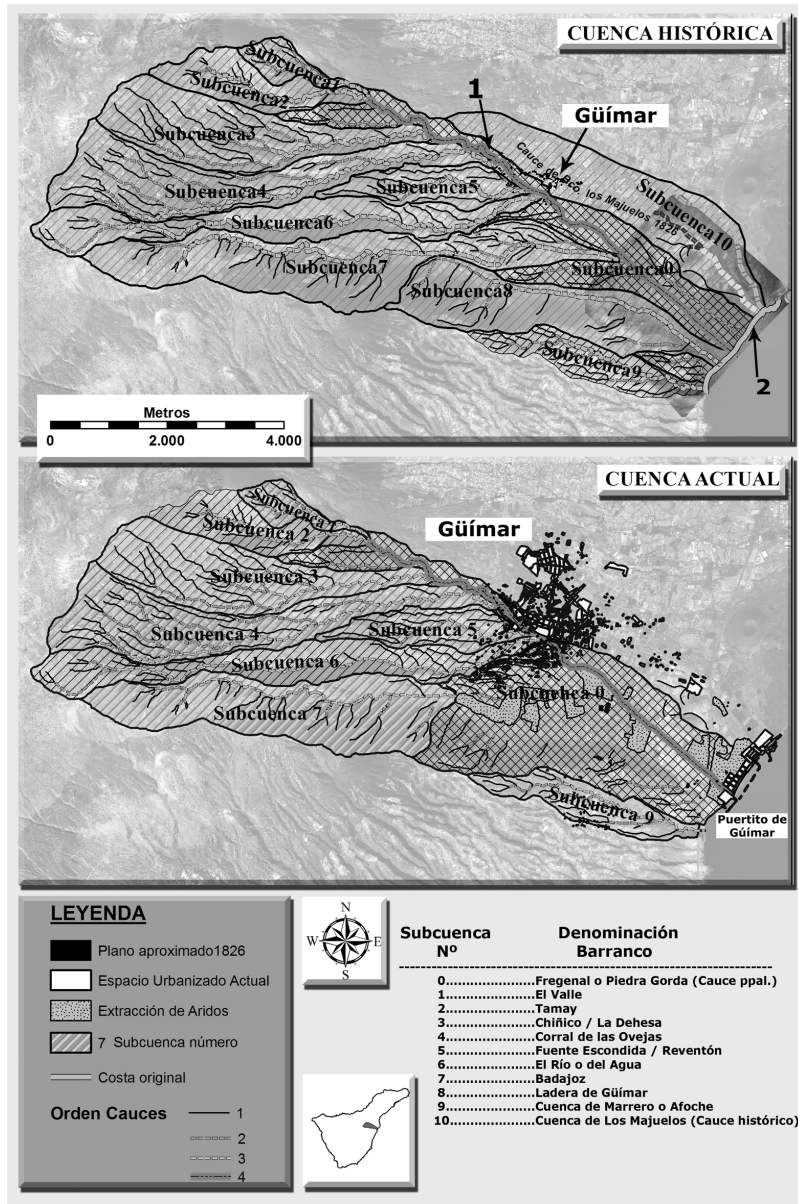 CUENCA HISTÓRICA
Subcuenca1
Subcuenca2
1
Güímar
Subcuenca3
Cauce de Bco. los Majuelos 1826
Subcuenca4
Subcuenca5
Subcuenca10
Subcuenca6
Subcuenca7
Subcuenca0
Subcuenca8
Subcuenca9
2
Metros
0 2.000 4.000
CUENCA ACTUAL
Subcuenca 1
Güímar
Subcuenca 2
Subcuenca 3
Subcuenca 4
Subcuenca 5
Subcuenca 6
Subcuenca 0
Subcuenca 7
Subcuenca 9
Puertito de
Güímar
LEYENDA
Plano aproximado1826
Espacio Urbanizado Actual
Extracción de Aridos
7 Subcuenca número
Costa original
Orden Cauces
1
2
3
4
N
W E
S
Subcuenca Denominación
Nº Barranco
0......................Fregenal o Piedra Gorda (Cauce ppal.)
1......................El Valle
2......................Tamay
3......................Chiñico / La Dehesa
4......................Corral de las Ovejas
5......................Fuente Escondida / Reventón
6......................El Río o del Agua
7......................Badajoz
8......................Ladera de Güímar
9......................Cuenca de Marrero o Afoche
10.....................Cuenca de Los Majuelos (Cauce histórico)